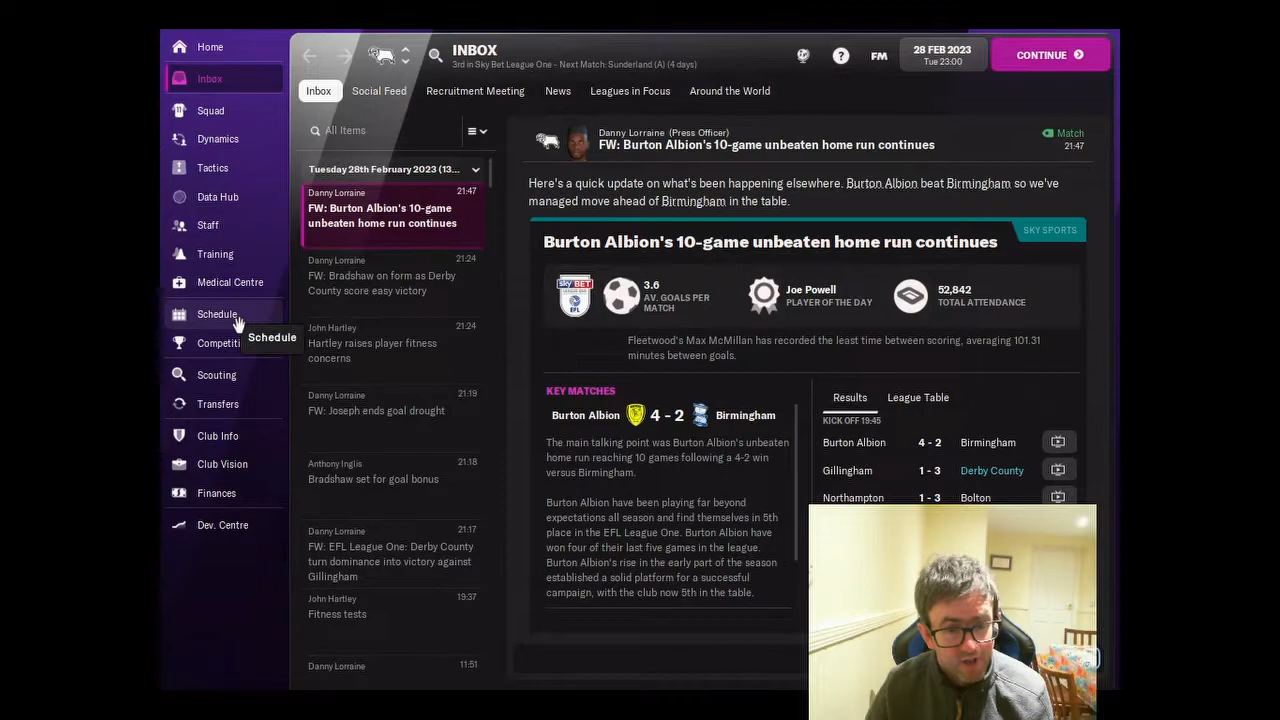 Home
Inbox
Squad
Dynamics
Tactics
Data Hub
Staff
Training
Medical Centre
Schedule
Schedule
Competiti
Scouting
Transfers
Club Info
Club Vision
Finances
Dev. Centre
INBOX
3rd in Sky Bet League One - Next Match: Sunderland (A) (4 days)
?
FM
28 FEB 2023
Tue 23:00
CONTINUE
Inbox
Social Feed
Recruitment Meeting
News
Leagues in Focus
Around the World
All Items
Tuesday 28th February 2023 (13...
Danny Lorraine 21:47
FW: Burton Albion's 10-game
unbeaten home run continues
Danny Lorraine 21:24
FW: Bradshaw on form as Derby
County score easy victory
John Hartley 21:24
Hartley raises player fitness
concerns
Danny Lorraine 21:19
FW: Joseph ends goal drought
Anthony Inglis 21:18
Bradshaw set for goal bonus
Danny Lorraine 21:17
FW: EFL League One: Derby County
turn dominance into victory against
Gillingham
John Hartley 19:37
Fitness tests
Danny Lorraine 11:51
Danny Lorraine (Press Officer)
FW: Burton Albion's 10-game unbeaten home run continues
Match
21:47
Here's a quick update on what's been happening elsewhere. Burton Albion beat Birmingham so we've
managed move ahead of Birmingham in the table.
SKY SPORTS
Burton Albion's 10-game unbeaten home run continues
sky BET
EFL
3.6
AV. GOALS PER
MATCH
Joe Powell
PLAYER OF THE DAY
52,842
TOTAL ATTENDANCE
Fleetwood's Max McMillan has recorded the least time between scoring, averaging 101.31
minutes between goals.
KEY MATCHES
Burton Albion 4 - 2 Birmingham
The main talking point was Burton Albion's unbeaten
home run reaching 10 games following a 4-2 win
versus Birmingham.
Burton Albion have been playing far beyond
expectations all season and find themselves in 5th
place in the EFL League One. Burton Albion have
won four of their last five games in the league.
Burton Albion's rise in the early part of the season
established a solid platform for a successful
campaign, with the club now 5th in the table.
Results
League Table
KICK OFF 19:45
Burton Albion 4 - 2 Birmingham
Gillingham 1 - 3 Derby County
Northampton 1 - 3 Bolton